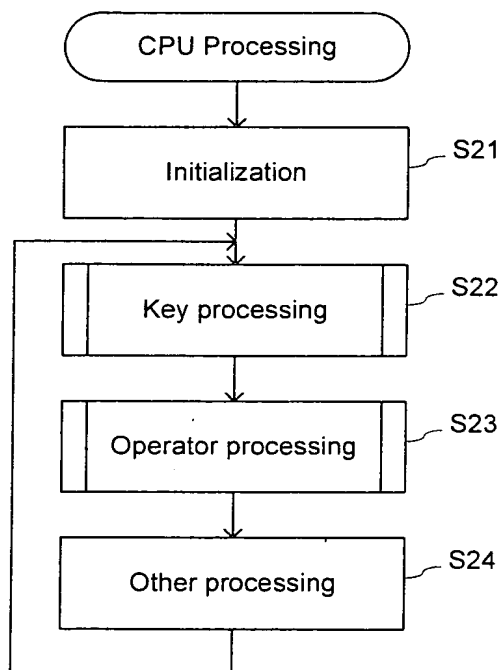 CPU Processing
Initialization
S21
Key processing
S22
Operator processing
S23
Other processing
S24